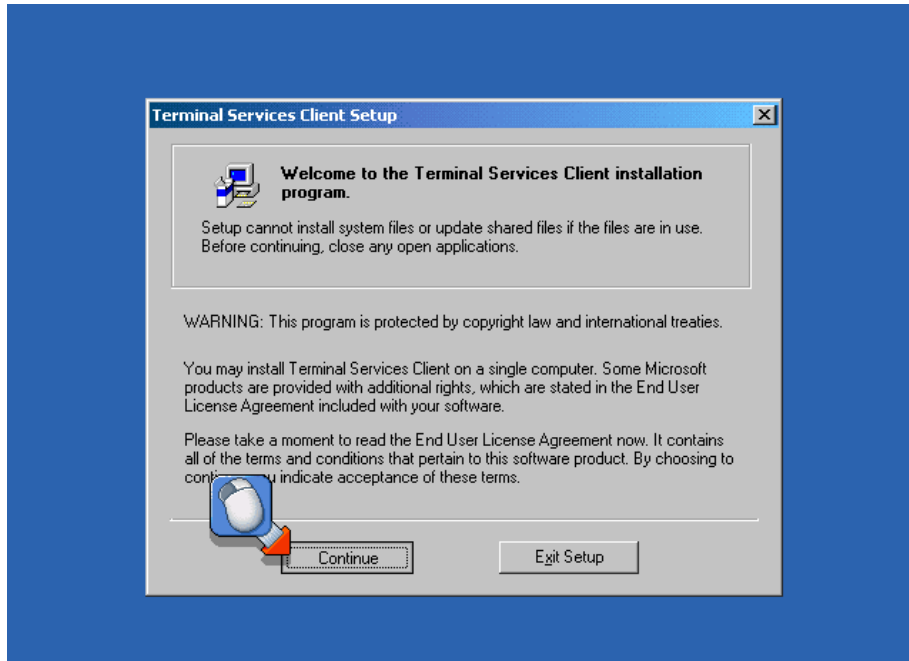 Terminal Services Client Setup
Welcome to the Terminal Services Client installation
program.
Setup cannot install system files or update shared files if the files are in use.
Before continuing, close any open applications.
WARNING: This program is protected by copyright law and international treaties.
You may install Terminal Services Client on a single computer. Some Microsoft
products are provided with additional rights, which are stated in the End User
License Agreement included with your software.
Please take a moment to read the End User License Agreement now. It contains
all of the terms and conditions that pertain to this software product. By choosing to
indicate acceptance of these terms.
Continue
Exit Setup